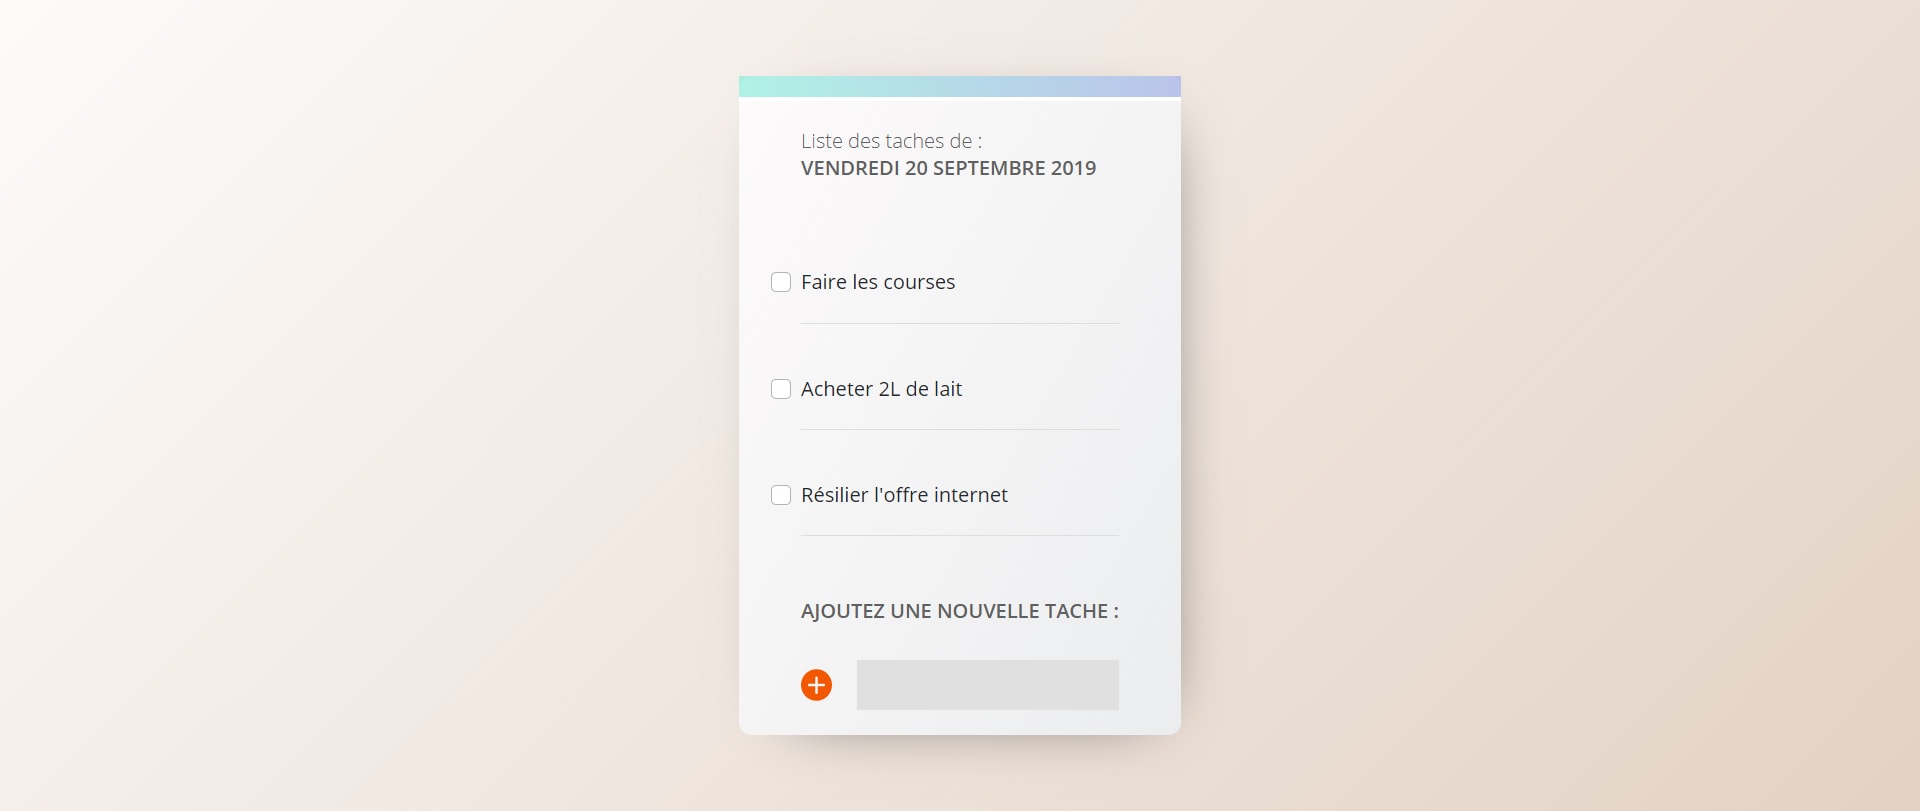 Liste des taches de :
VENDREDI 20 SEPTEMBRE 2019
Faire les courses
Acheter 2L de lait
Résilier l'offre internet
AJOUTEZ UNE NOUVELLE TACHE :